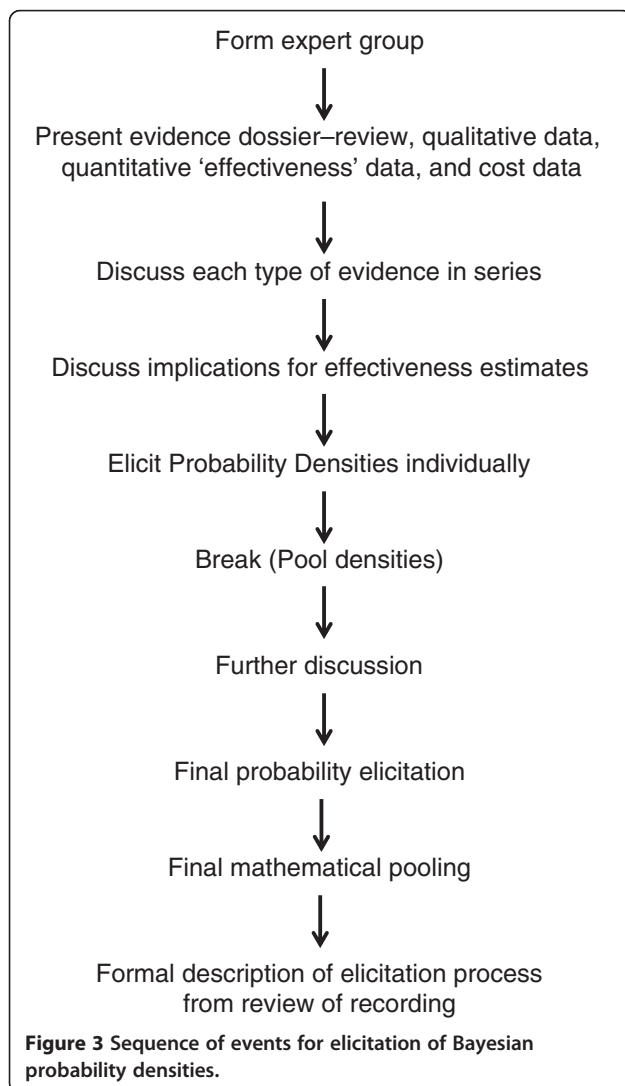 Form expert group
Present evidence dossier–review, qualitative data,
quantitative ‘effectiveness’ data, and cost data
Discuss each type of evidence in series
Discuss implications for effectiveness estimates
Elicit Probability Densities individually
Break (Pool densities)
Further discussion
Final probability elicitation
Final mathematical pooling
Formal description of elicitation process
from review of recording
Figure 3 Sequence of events for elicitation of Bayesian
probability densities.